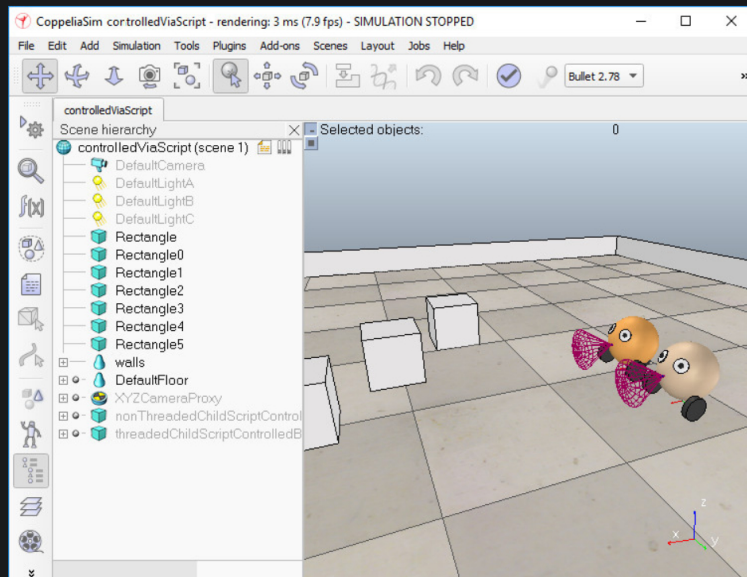 CoppeliaSim controlledViaScript - rendering: 3 ms (7.9 fps) - SIMULATION STOPPED
File Edit Add Simulation Tools Plugins Add-ons Scenes Layout Jobs Help
Bullet 2.78
»
controlledViaScript
Scene hierarchy
Selected objects: 0
controlledViaScript (scene 1)
DefaultCamera
DefaultLightA
DefaultLightB
DefaultLightC
Rectangle
Rectangle0
Rectangle1
Rectangle2
Rectangle3
Rectangle4
Rectangle5
walls
DefaultFloor
XYZCameraProxy
nonThreadedChildScriptControl
threadedChildScriptControlledB
f(x)
z
x
y